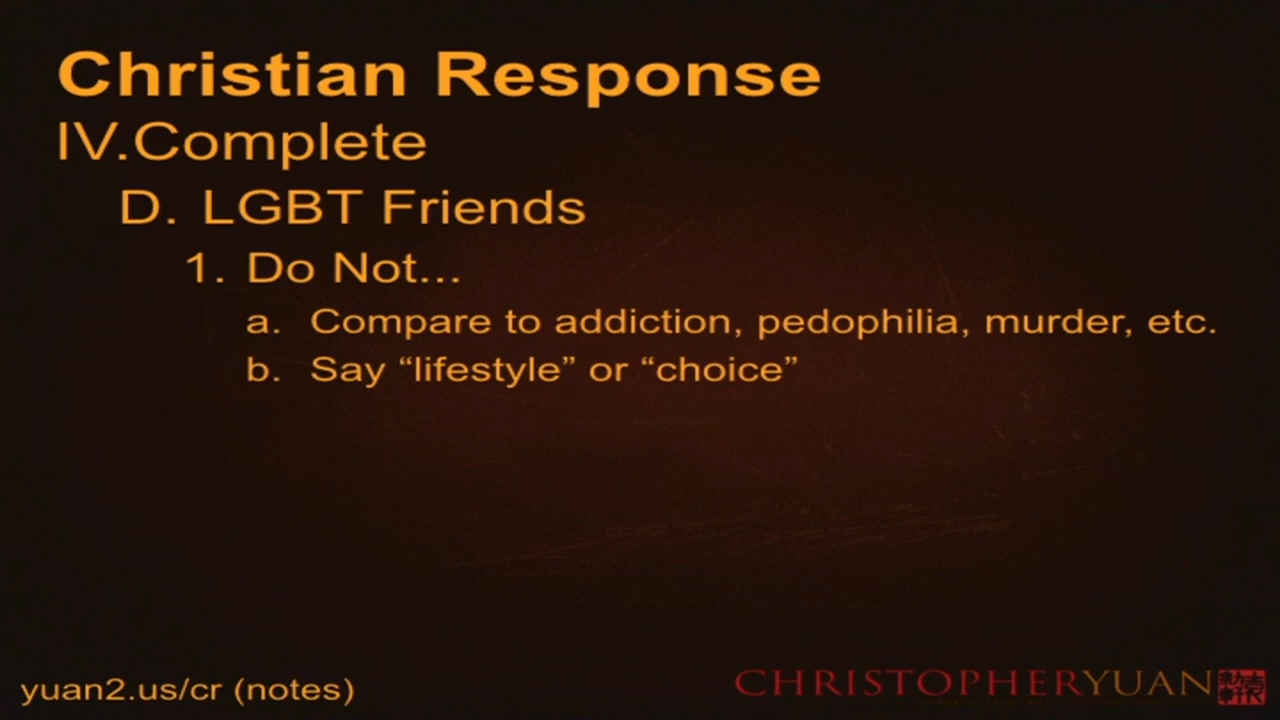 Christian Response
IV.Complete
D. LGBT Friends
1. Do Not...
a. Compare to addiction, pedophilia, murder, etc.
b. Say “lifestyle” or “choice”
yuan2.us/cr (notes)
CHRISTOPHERYUAN